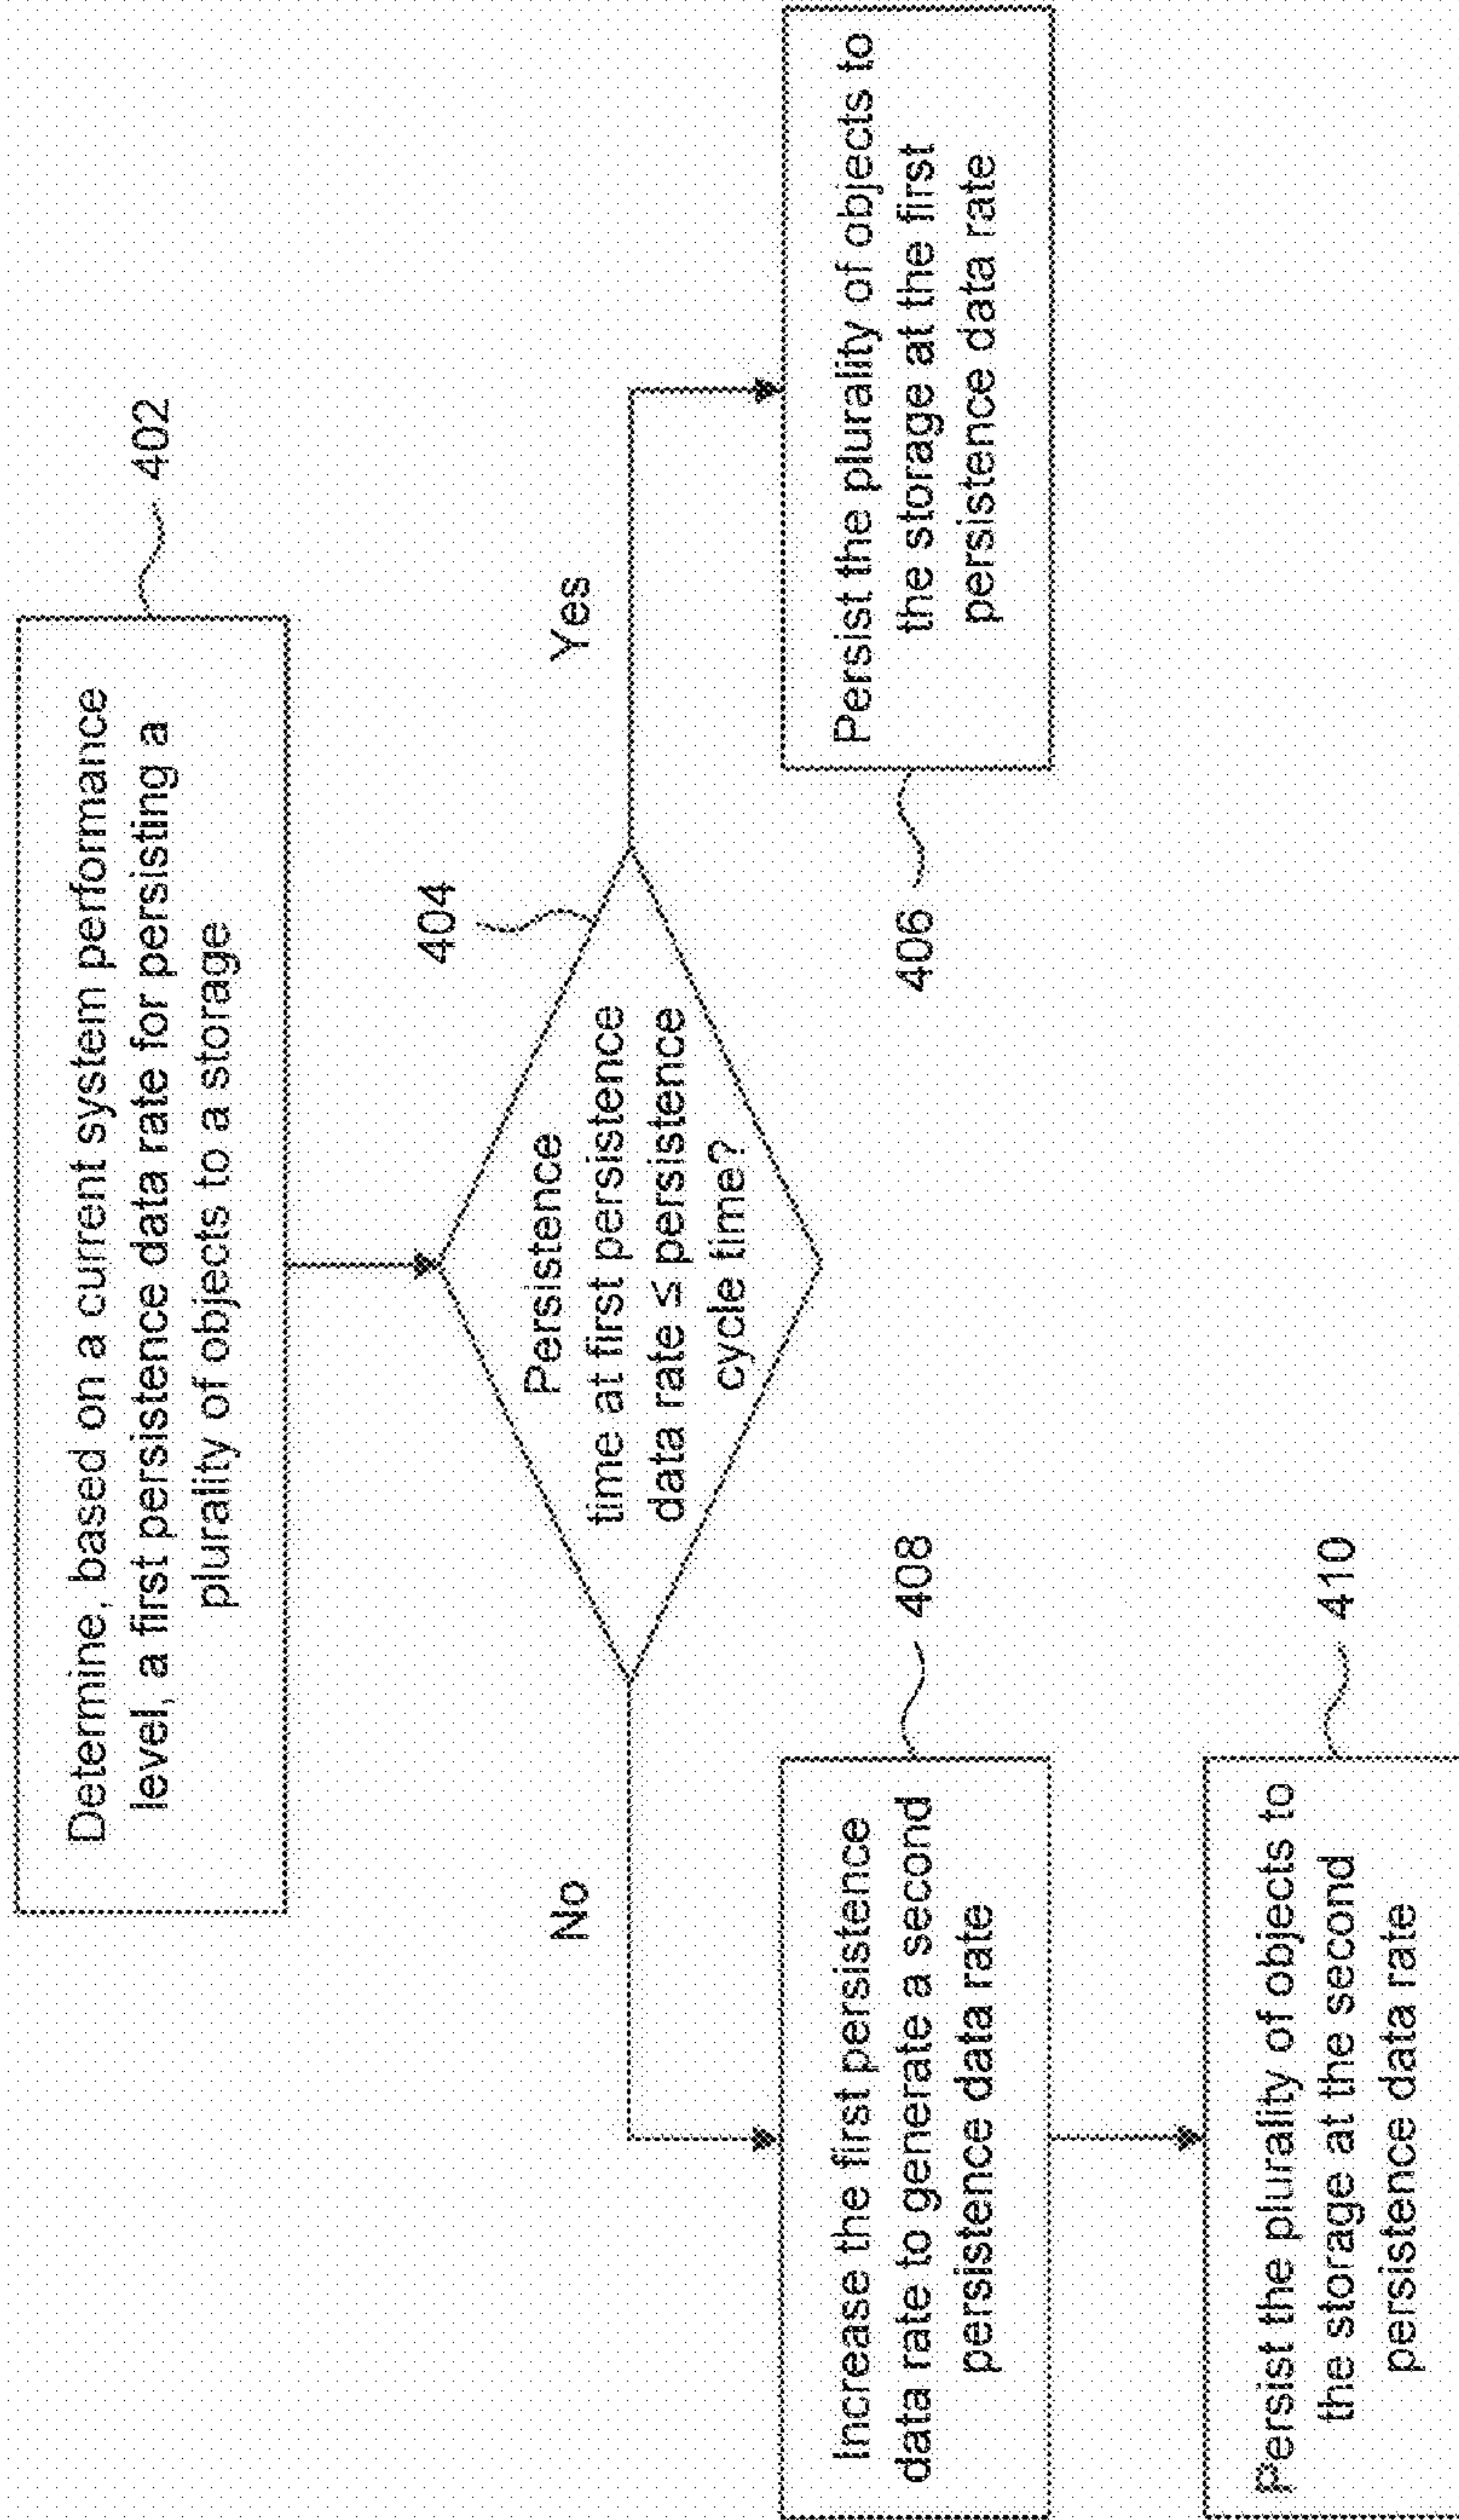 Determine, based on a current system performance
level, a first persistence data rate for persisting a
plurality of objects to a storage
402
404
Persistence
time at first persistence
data rate ≤ persistence
cycle time?
No
Yes
Increase the first persistence
data rate to generate a second
persistence data rate
408
406
Persist the plurality of objects to
the storage at the first
persistence data rate
Persist the plurality of objects to
the storage at the second
persistence data rate
410